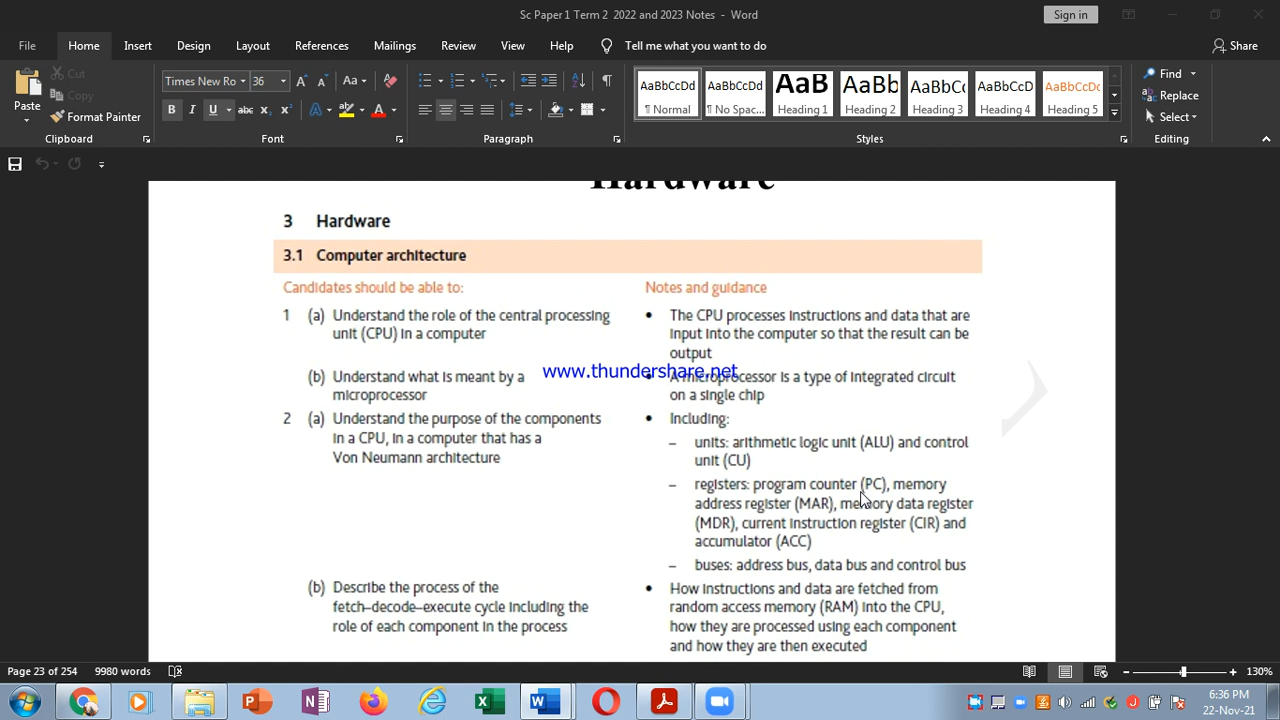 Sc Paper 1 Term 2 2022 and 2023 Notes - Word
Sign in
File Home Insert Design Layout References Mailings Review View Help Tell me what you want to do Share
Paste
Cut
Copy
Format Painter
Clipboard
Times New Ro 36
Font
Paragraph
AaBbCcDd AaBbCcDd AaB AaBb AaBbC AaBbCcD AaBbCcDc
¶ Normal ¶ No Spac... Heading 1 Heading 2 Heading 3 Heading 4 Heading 5
Styles
Find
Replace
Select
Editing
Hardware
3 Hardware
3.1 Computer architecture
Candidates should be able to:
Notes and guidance
1 (a) Understand the role of the central processing
unit (CPU) in a computer
• The CPU processes instructions and data that are
input into the computer so that the result can be
output
www.thundershare.net
(b) Understand what is meant by a
microprocessor
• A microprocessor is a type of integrated circuit
on a single chip
2 (a) Understand the purpose of the components
in a CPU, in a computer that has a
Von Neumann architecture
• Including:
– units: arithmetic logic unit (ALU) and control
unit (CU)
– registers: program counter (PC), memory
address register (MAR), memory data register
(MDR), current instruction register (CIR) and
accumulator (ACC)
– buses: address bus, data bus and control bus
(b) Describe the process of the
fetch–decode–execute cycle including the
role of each component in the process
• How instructions and data are fetched from
random access memory (RAM) into the CPU,
how they are processed using each component
and how they are then executed
Page 23 of 254 9980 words
130%
6:36 PM
22-Nov-21